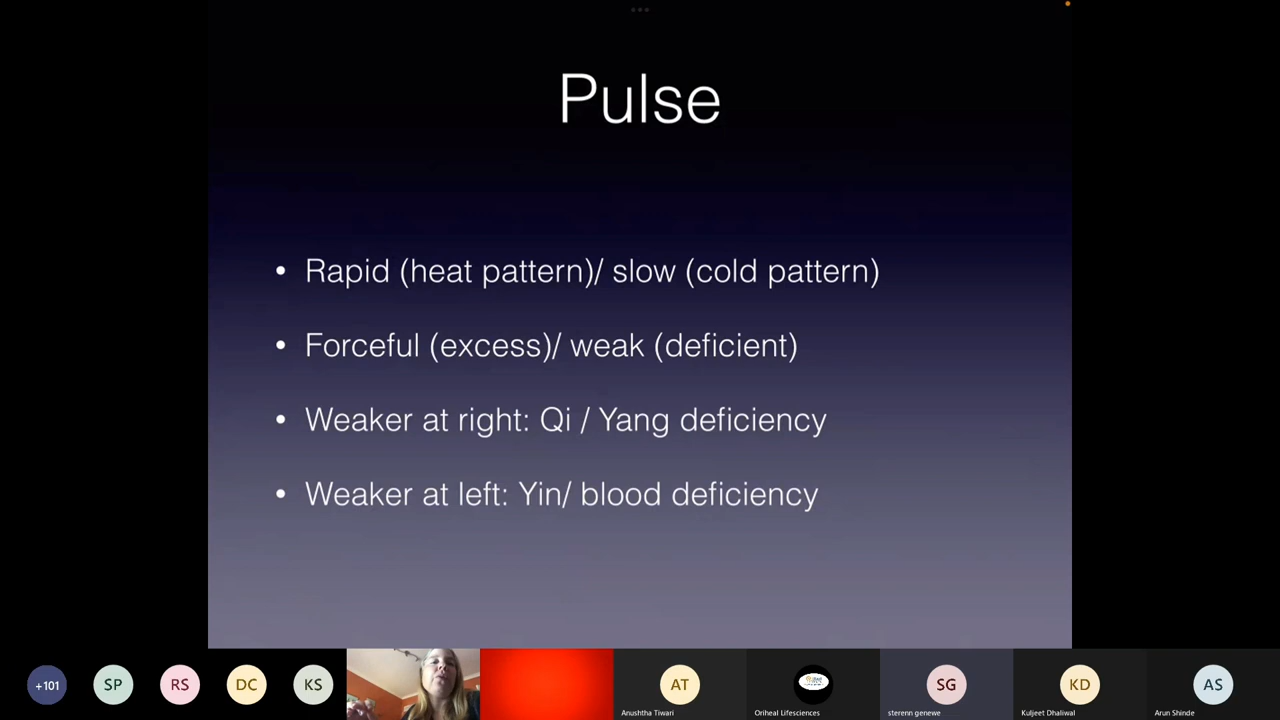 Pulse
• Rapid (heat pattern)/ slow (cold pattern)
• Forceful (excess)/ weak (deficient)
• Weaker at right: Qi / Yang deficiency
• Weaker at left: Yin/ blood deficiency
+101 SP RS DC KS AT SG KD AS
Anushtha Tiwari Oriheal Lifesciences sterenn genewe Kuljeet Dhaliwal Arun Shinde